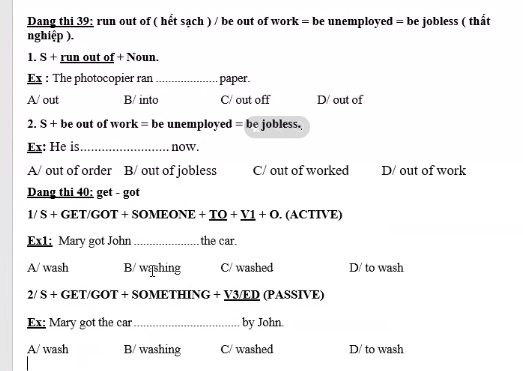 Dang thi 39: run out of ( hết sạch ) / be out of work = be unemployed = be jobless ( thất
nghiệp ).
1. S + run out of + Noun.
Ex : The photocopier ran .................... paper.
A/ out B/ into C/ out off D/ out of
2. S + be out of work = be unemployed = be jobless.
Ex: He is............................ now.
A/ out of order B/ out of jobless C/ out of worked D/ out of work
Dang thi 40: get - got
1/ S + GET/GOT + SOMEONE + TO + V1 + O. (ACTIVE)
Ex1: Mary got John ..................... the car.
A/ wash B/ washing C/ washed D/ to wash
2/ S + GET/GOT + SOMETHING + V3/ED (PASSIVE)
Ex: Mary got the car ................................... by John.
A/ wash B/ washing C/ washed D/ to wash